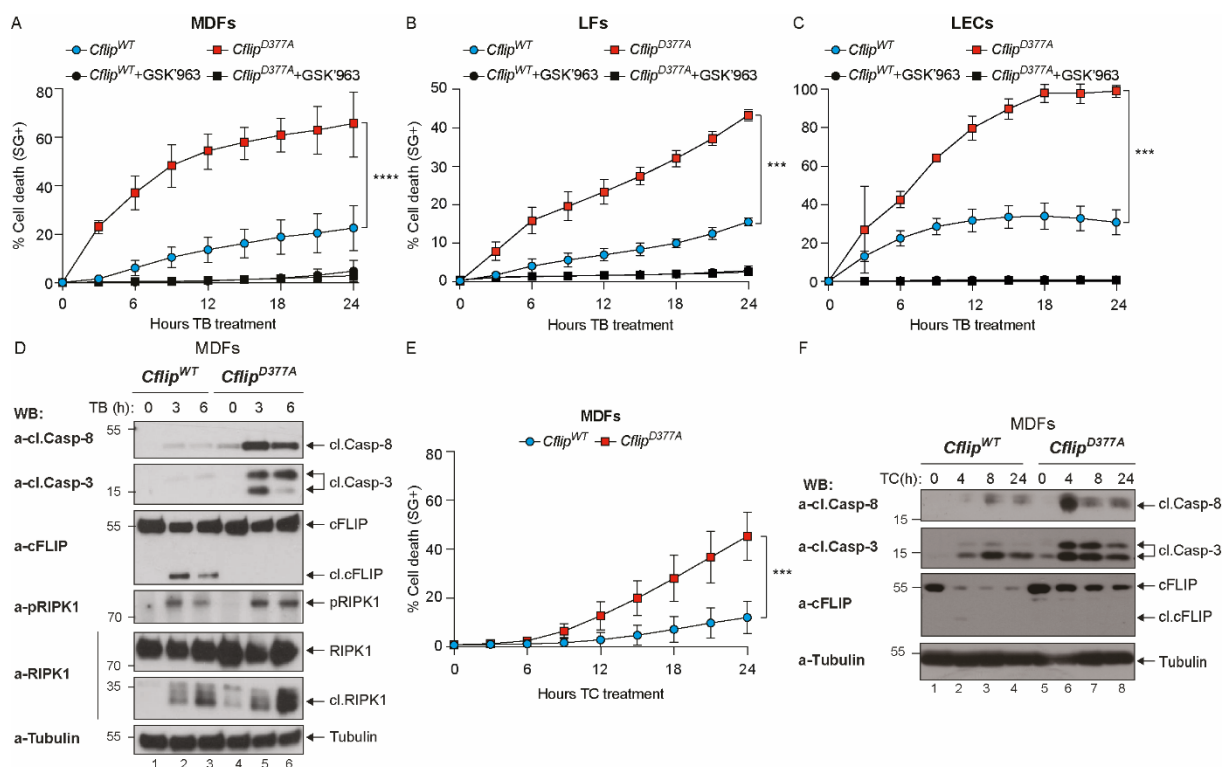 A
MDFs
Cflip^WT
Cflip^D377A
Cflip^WT+GSK'963
Cflip^D377A+GSK'963
80
60
40
20
0
% Cell death (SG+)
****
0 6 12 18 24
Hours TB treatment
B
LFs
Cflip^WT
Cflip^D377A
Cflip^WT+GSK'963
Cflip^D377A+GSK'963
50
40
30
20
10
0
% Cell death (SG+)
***
0 6 12 18 24
Hours TB treatment
C
LECs
Cflip^WT
Cflip^D377A
Cflip^WT+GSK'963
Cflip^D377A+GSK'963
100
80
60
40
20
0
% Cell death (SG+)
***
0 6 12 18 24
Hours TB treatment
D
MDFs
Cflip^WT Cflip^D377A
WB: TB (h): 0 3 6 0 3 6
a-cl.Casp-8 55 cl.Casp-8
a-cl.Casp-3 15 cl.Casp-3
a-cFLIP 55 cFLIP
cl.cFLIP
a-pRIPK1 70 pRIPK1
a-RIPK1 70 RIPK1
35 cl.RIPK1
a-Tubulin 55 Tubulin
1 2 3 4 5 6
E
MDFs
Cflip^WT Cflip^D377A
80
60
40
20
0
% Cell death (SG+)
***
0 3 6 9 12 15 18 21 24
Hours TC treatment
F
MDFs
Cflip^WT Cflip^D377A
WB: TC(h): 0 4 8 24 0 4 8 24
a-cl.Casp-8 15 cl.Casp-8
a-cl.Casp-3 15 cl.Casp-3
a-cFLIP 55 cFLIP
cl.cFLIP
a-Tubulin 55 Tubulin
1 2 3 4 5 6 7 8